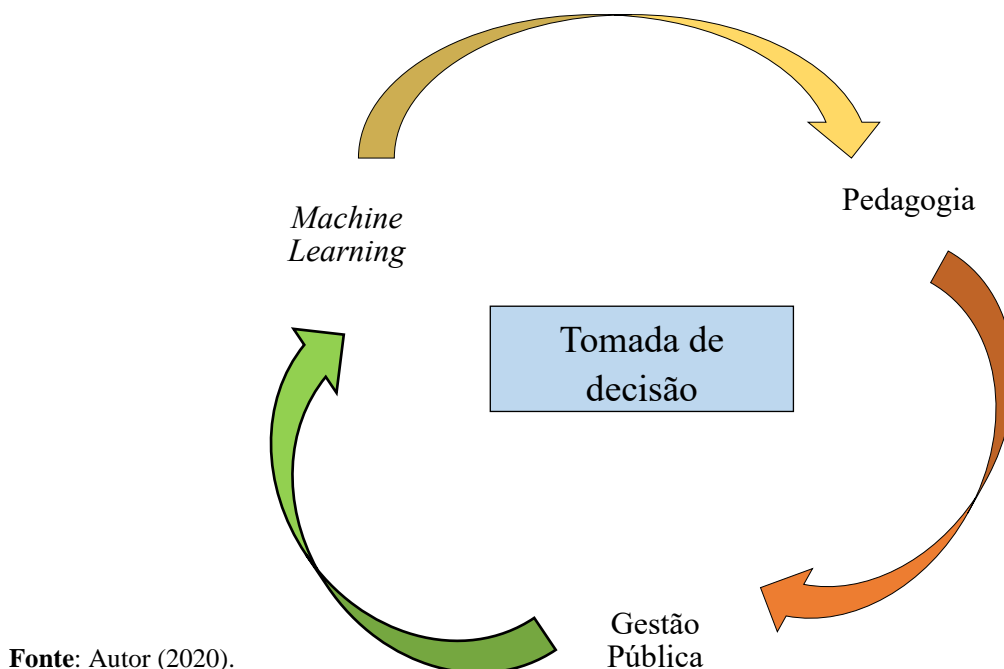 Pedagogia
Machine
Learning
Tomada de
decisão
Gestão
Pública
Fonte: Autor (2020).